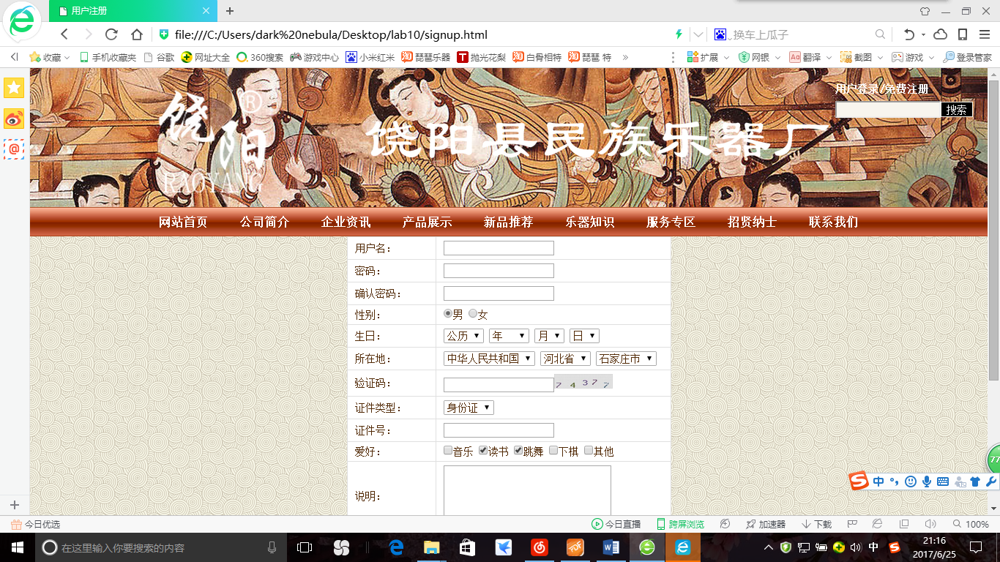 用户注册
file:///C:/Users/dark%20nebula/Desktop/lab10/signup.html
换车上瓜子
收藏 手机收藏夹 谷歌 网址大全 360搜索 游戏中心 小米红米 琵琶乐器 抛光花梨 白骨相特 琵琶 特 » 扩展 网银 翻译 截图 游戏 登录管家
用户登录/免费注册
搜索
饶阳®
RAOYANG
饶阳县民族乐器厂
网站首页 公司简介 企业资讯 产品展示 新品推荐 乐器知识 服务专区 招贤纳士 联系我们
用户名：
密码：
确认密码：
性别： 男 女
生日： 公历 年 月 日
所在地： 中华人民共和国 河北省 石家庄市
验证码： 7 4 3 7 7
证件类型： 身份证
证件号：
爱好： 音乐 读书 跳舞 下棋 其他
说明：
77
中
今日优选 今日直播 跨屏浏览 加速器 下载 100%
在这里输入你要搜索的内容
中 21:16
2017/6/25